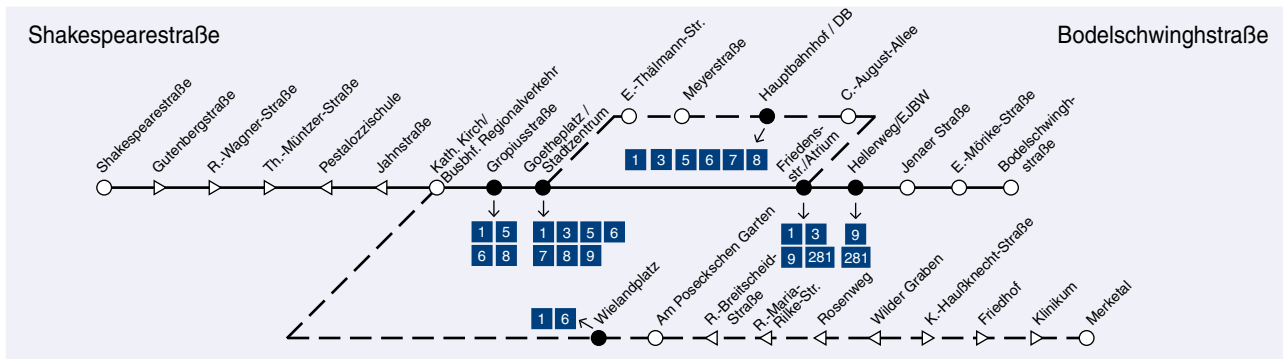 Shakespearestraße
Bodelschwinghstraße
Shakespearestraße
Gutenbergstraße
R.-Wagner-Straße
Th.-Müntzer-Straße
Pestalozzischule
Jahnstraße
Kath. Kirch/
Busbhf. Regionalverkehr
Gropiusstraße
Goetheplatz /
Stadtzentrum
E.-Thälmann-Str.
Meyerstraße
Hauptbahnhof / DB
C.-August-Allee
Friedens-
str./Atrium
Hellerweg/EJBW
Jenaer Straße
E.-Mörike-Straße
Bodelschwingh-
straße
1 3 5 6 7 8
1 5
6 8
1 3 5 6
7 8 9
1 3
9 281
9
281
1 6
Wielandplatz
Am Poseckschen Garten
R.-Breitscheid-
Straße
R.-Maria-
Rilke-Str.
Rosenweg
Wilder Graben
K.-Haußknecht-Straße
Friedhof
Klinikum
Merketal